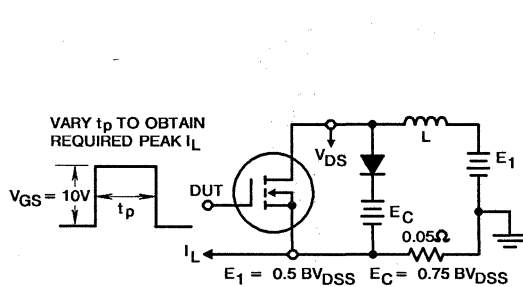 VARY tp TO OBTAIN
REQUIRED PEAK IL
VGS = 10V
tp
DUT
VDS
L
E1
EC
0.05Ω
IL
E1 = 0.5 BVDSS EC = 0.75 BVDSS